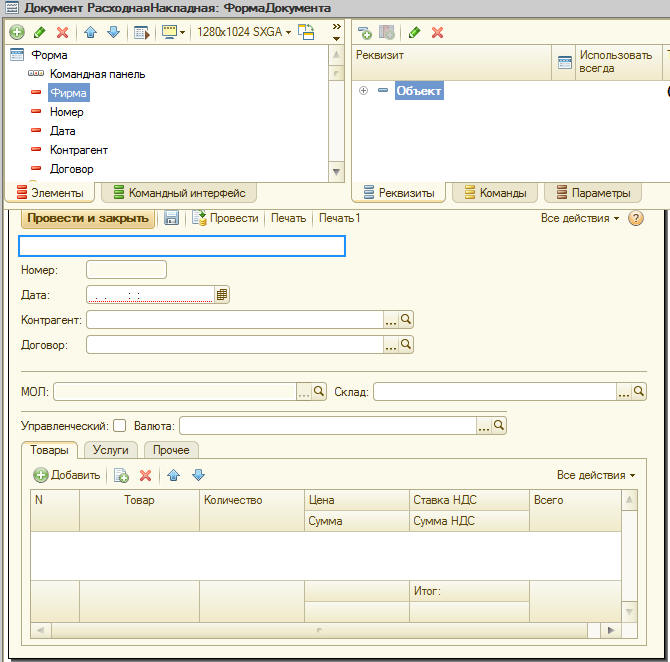 Документ РасходнаяНакладная: ФормаДокумента
1280x1024 SXGA
Форма
Командная панель
Фирма
Номер
Дата
Контрагент
Договор
Элементы Командный интерфейс
Реквизит Использовать всегда
Объект
Реквизиты Команды Параметры
Провести и закрыть Провести Печать Печать1 Все действия
Номер:
Дата: . . : :
Контрагент:
Договор:
МОЛ: Склад:
Управленческий: Валюта:
Товары Услуги Прочее
Добавить Все действия
N Товар Количество Цена Ставка НДС Всего
Сумма Сумма НДС
Итог: